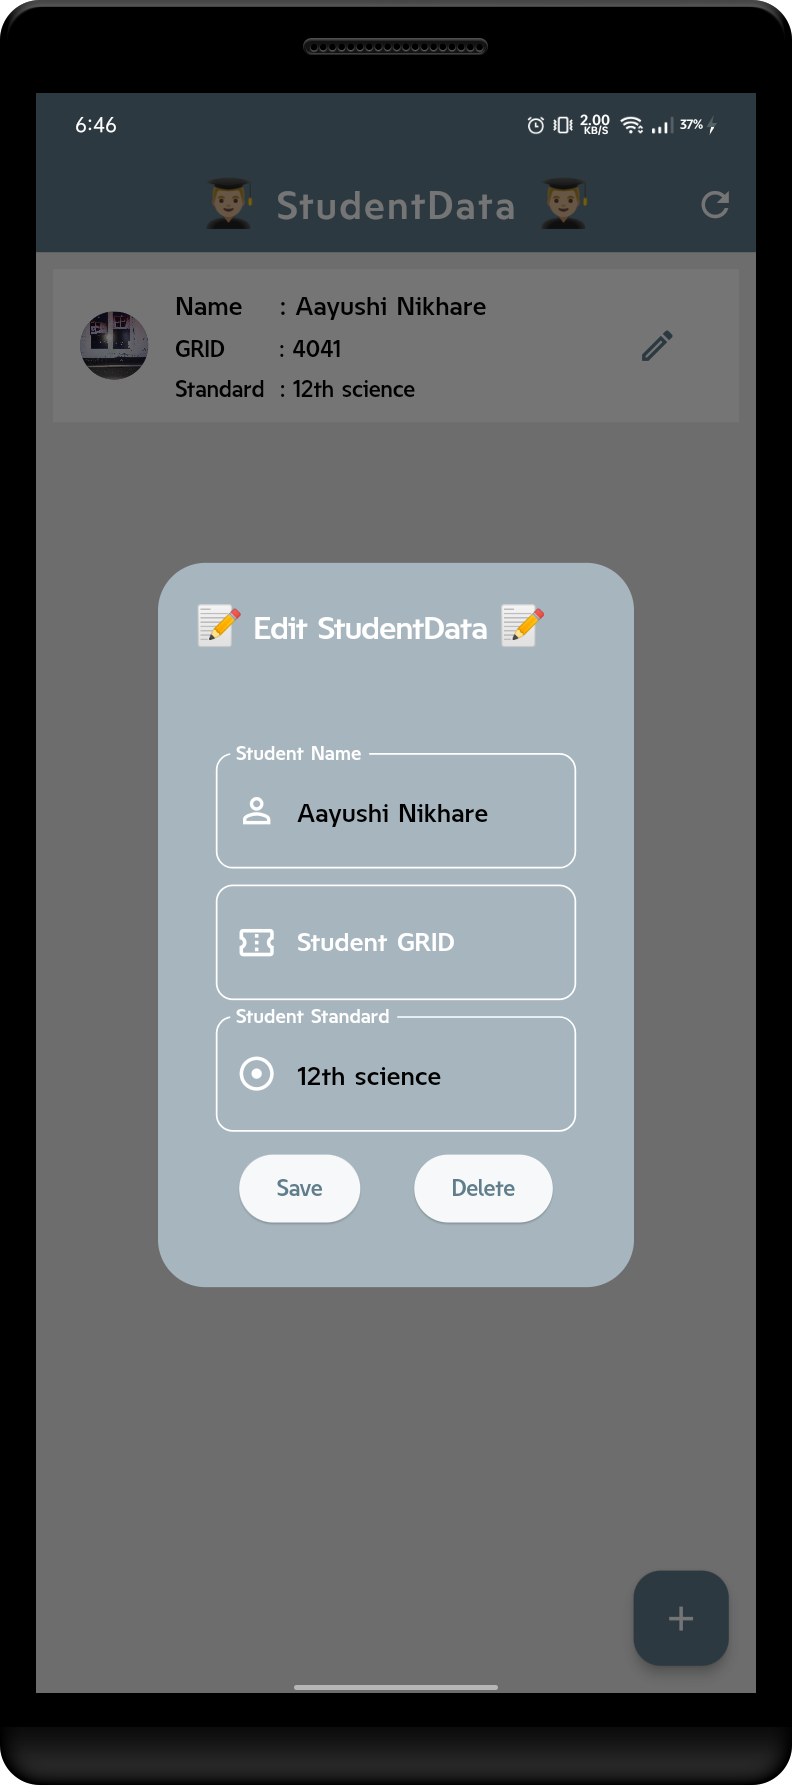 6:46 2.00 KB/S 37%
StudentData
Name : Aayushi Nikhare
GRID : 4041
Standard : 12th science
Edit StudentData
Student Name
Aayushi Nikhare
Student GRID
Student Standard
12th science
Save Delete
+